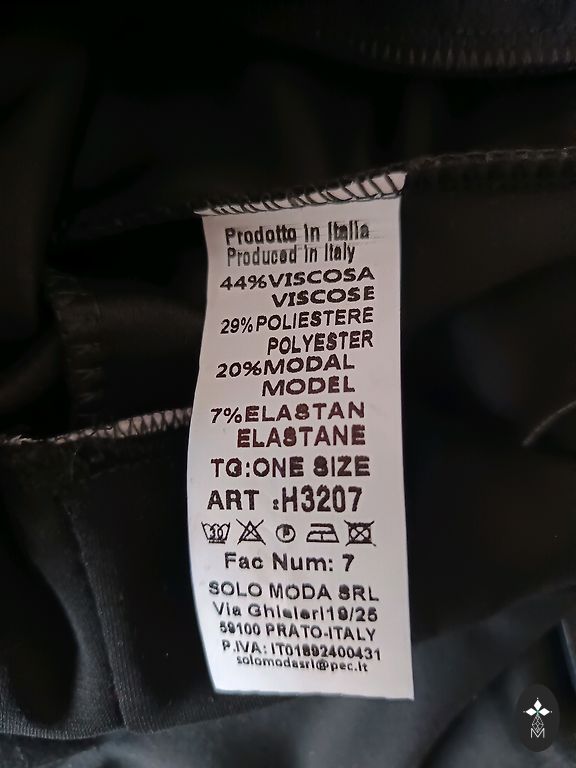 Prodotto in Italia
Produced in Italy
44%VISCOSA
VISCOSE
29%POLIESTERE
POLYESTER
20%MODAL
MODEL
7%ELASTAN
ELASTANE
TG:ONE SIZE
ART :H3207
30 P
Fac Num: 7
SOLO MODA SRL
Via Ghisleri19/25
59100 PRATO-ITALY
P.IVA: IT01892400431
solomodasrl@pec.it
M